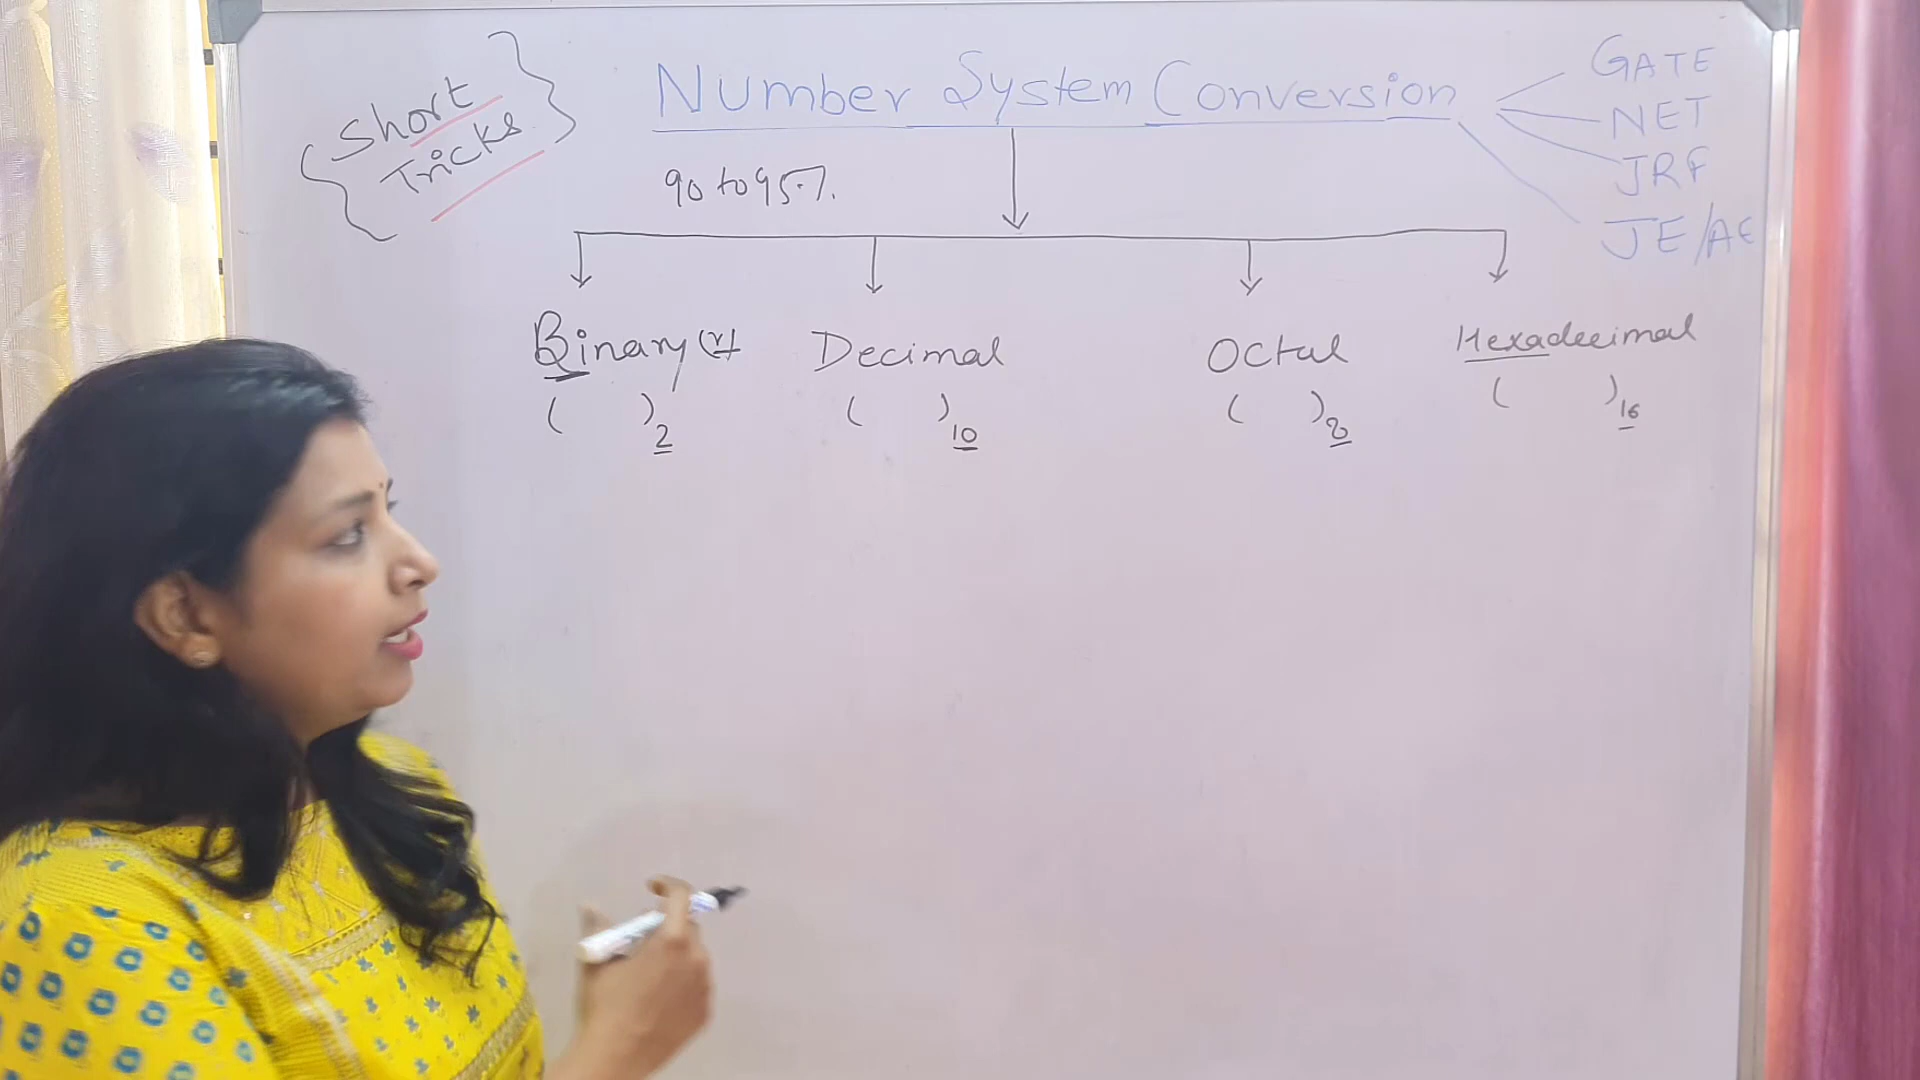 Short
Tricks
Number System Conversion
GATE
NET
JRF
JE/AE
90 to 95%.
Binary (r)
Decimal
Octal
Hexadecimal
( )2
( )10
( )8
( )16